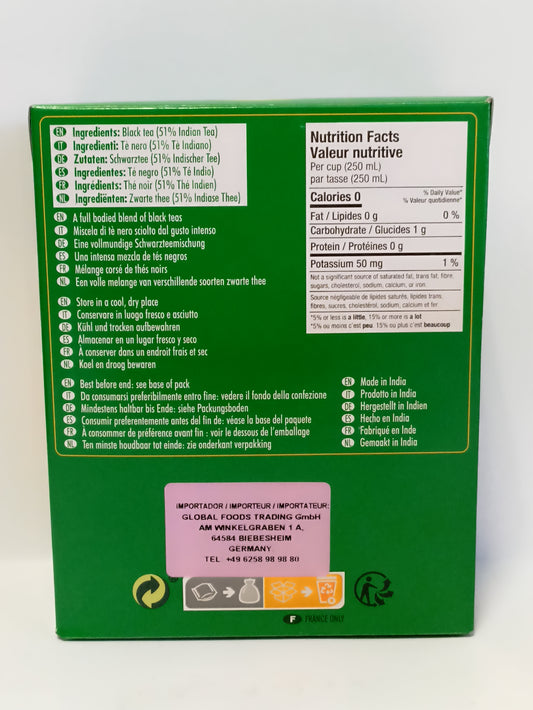 EN Ingredients: Black tea (51% Indian Tea)
IT Ingredienti: Tè nero (51% Tè Indiano)
DE Zutaten: Schwarztee (51% Indischer Tee)
ES Ingredientes: Té negro (51% Té Indio)
FR Ingrédients: Thé noir (51% Thé Indien)
NL Ingrediënten: Zwarte thee (51% Indiase Thee)
EN A full bodied blend of black teas
IT Miscela di tè nero sciolto dal gusto intenso
DE Eine vollmundige Schwarzteemischung
ES Una intensa mezcla de tés negros
FR Mélange corsé de thés noirs
NL Een volle melange van verschillende soorten zwarte thee
EN Store in a cool, dry place
IT Conservare in luogo fresco e asciutto
DE Kühl und trocken aufbewahren
ES Almacenar en un lugar fresco y seco
FR À conserver dans un endroit frais et sec
NL Koel en droog bewaren
Nutrition Facts
Valeur nutritive
Per cup (250 mL)
par tasse (250 mL)
Calories 0
% Daily Value*
% Valeur quotidienne*
Fat / Lipides 0 g 0 %
Carbohydrate / Glucides 1 g
Protein / Protéines 0 g
Potassium 50 mg 1 %
Not a significant source of saturated fat, trans fat, fibre,
sugars, cholesterol, sodium, calcium, or iron.
Source négligeable de lipides saturés, lipides trans,
fibres, sucres, cholestérol, sodium, calcium et fer.
*5% or less is a little, 15% or more is a lot
*5% ou moins c'est peu, 15% ou plus c'est beaucoup
EN Best before end: see base of pack
IT Da consumarsi preferibilmente entro fine: vedere il fondo della confezione
DE Mindestens haltbar bis Ende: siehe Packungsboden
ES Consumir preferentemente antes del fin de: véase la base del paquete
FR À consommer de préférence avant fin : voir le dessous de l'emballage
NL Ten minste houdbaar tot einde: zie onderkant verpakking
EN Made in India
IT Prodotto in India
DE Hergestellt in Indien
ES Hecho en India
FR Fabriqué en Inde
NL Gemaakt in India
IMPORTADOR / IMPORTEUR / IMPORTATEUR:
GLOBAL FOODS TRADING GmbH
AM WINKELGRABEN 1 A,
64584 BIEBESHEIM
GERMANY
TEL +49 6258 98 98 80
F FRANCE ONLY